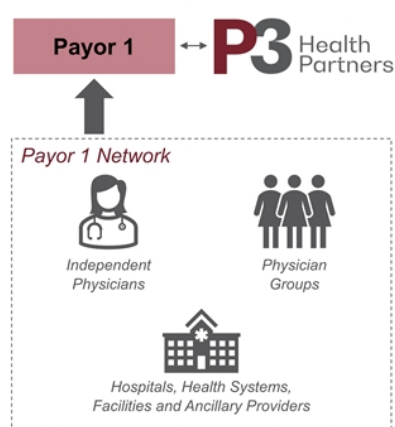 Payor 1
P3 Health
Partners
Payor 1 Network
Independent
Physicians
Physician
Groups
Hospitals, Health Systems,
Facilities and Ancillary Providers